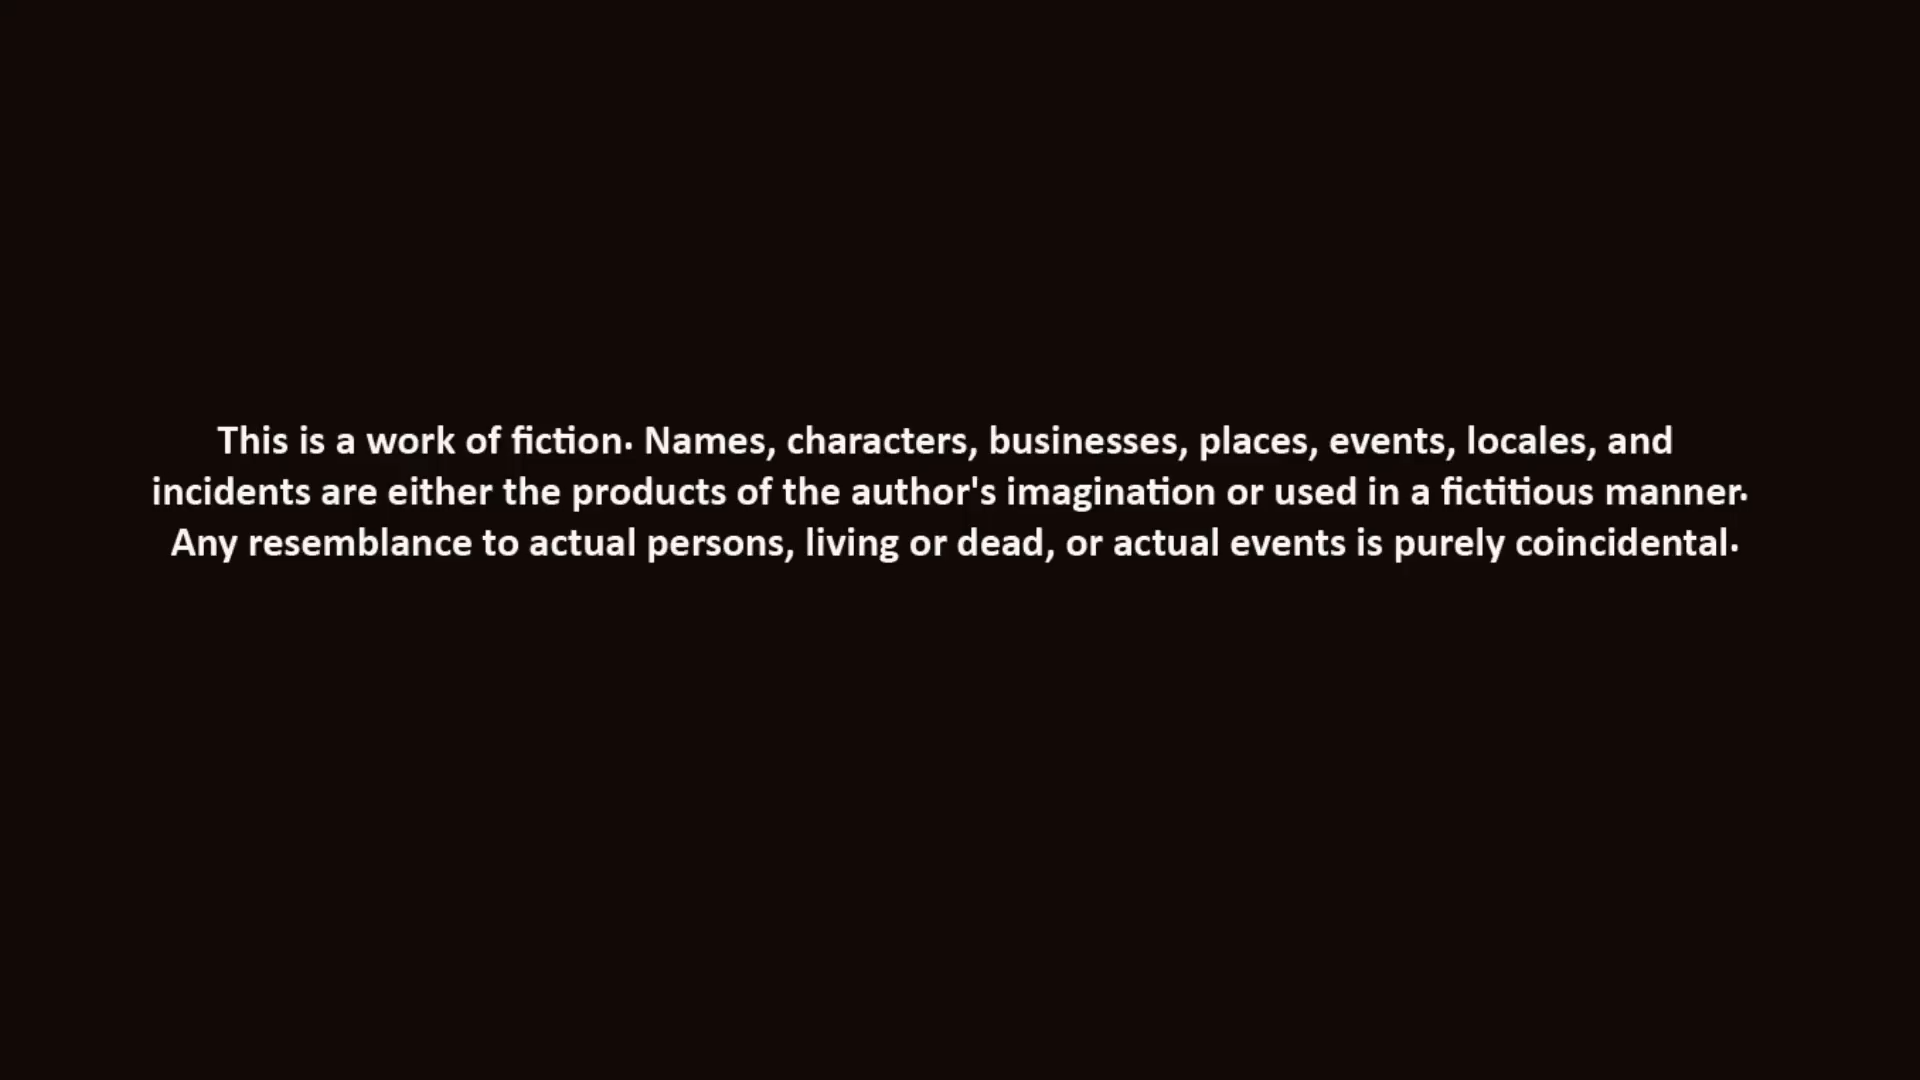 This is a work of fiction. Names, characters, businesses, places, events, locales, and
incidents are either the products of the author's imagination or used in a fictitious manner.
Any resemblance to actual persons, living or dead, or actual events is purely coincidental.